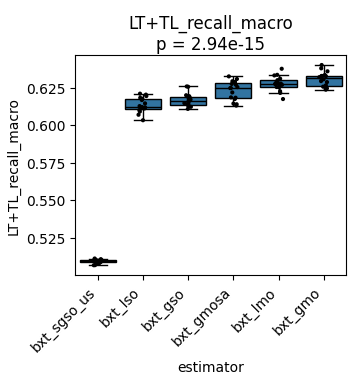 LT+TL_recall_macro
p = 2.94e-15
LT+TL_recall_macro
0.625
0.600
0.575
0.550
0.525
bxt_sgso_us
bxt_lso
bxt_gso
bxt_gmosa
bxt_lmo
bxt_gmo
estimator